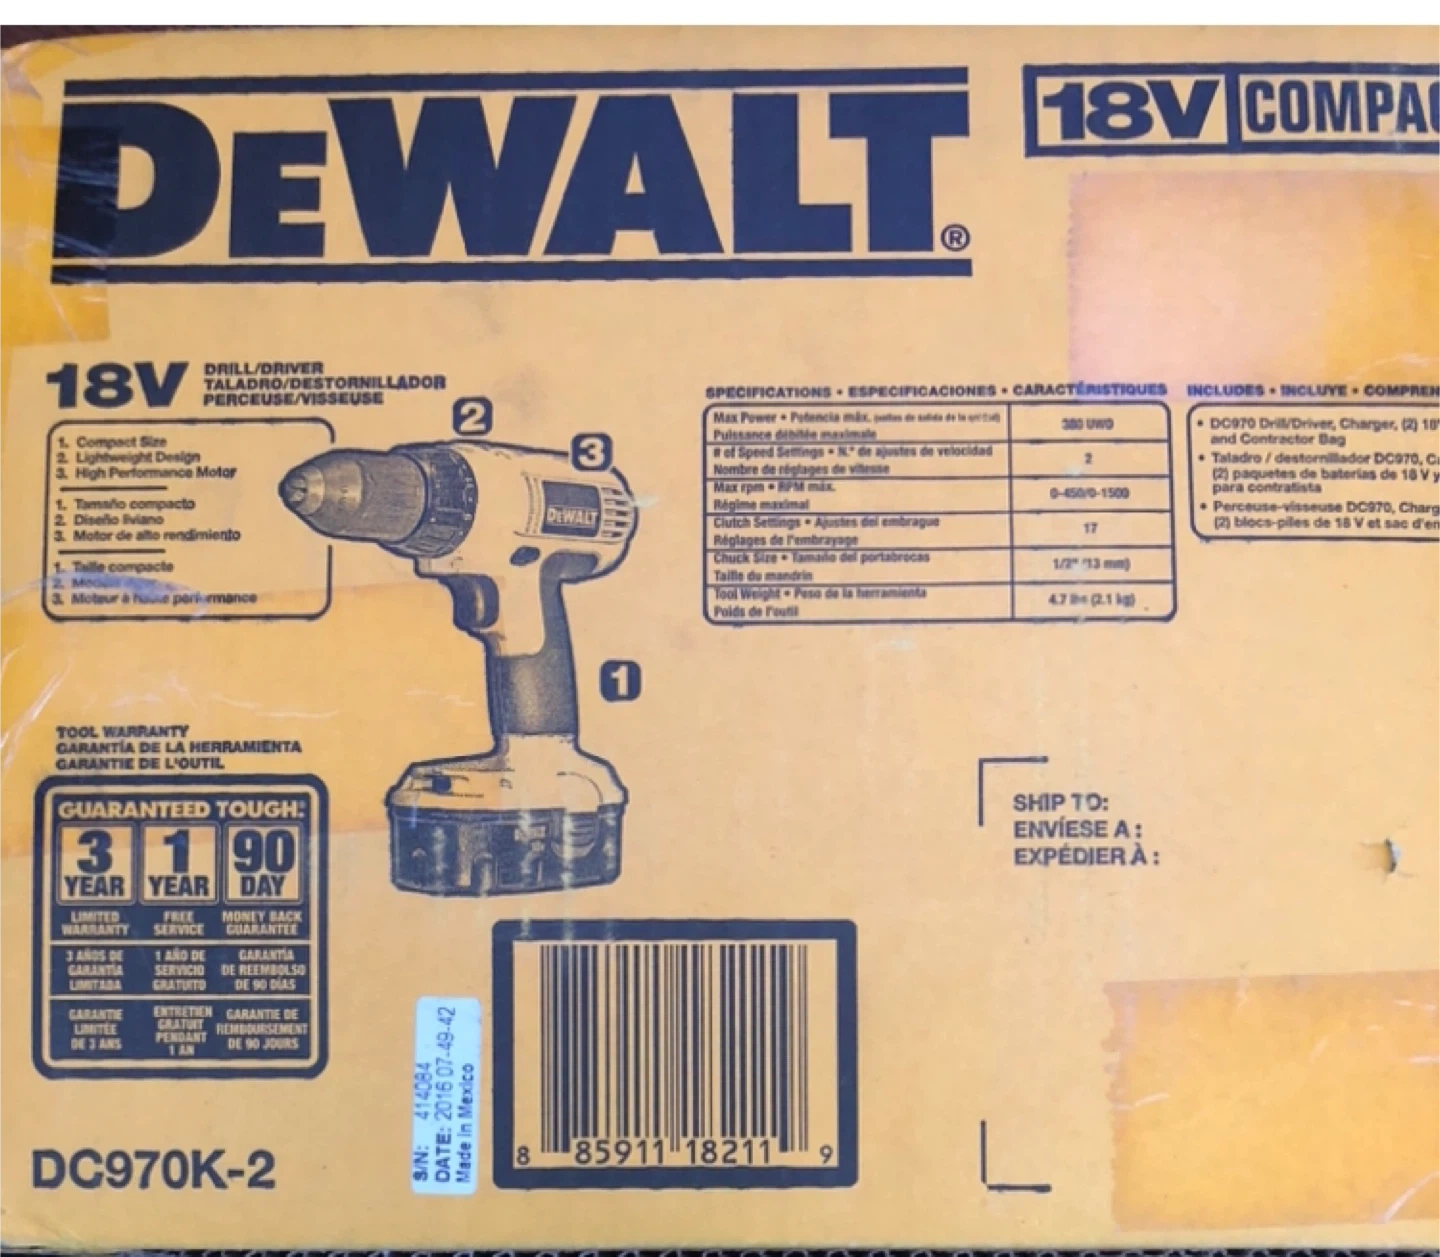 DEWALT®
18V COMPA
18V DRILL/DRIVER
TALADRO/DESTORNILLADOR
PERCEUSE/VISSEUSE
1. Compact Size
2. Lightweight Design
3. High Performance Motor
1. Tamaño compacto
2. Diseño liviano
3. Motor de alto rendimiento
1. Taille compacte
2.
3. Moteur à haute performance
2
3
DEWALT
1
SPECIFICATIONS • ESPECIFICACIONES • CARACTÉRISTIQUES
Max Power • Potencia máx. 380 UWO
Puissance débitée maximale
# of Speed Settings • N.° de ajustes de velocidad 2
Nombre de réglages de vitesse
Max rpm • RPM máx. 0-450/0-1500
Régime maximal
Clutch Settings • Ajustes del embrague 17
Réglages de l'embrayage
Chuck Size • Tamaño del portabrocas 1/2" (13 mm)
Taille du mandrin
Tool Weight • Peso de la herramienta 4.7 lbs (2.1 kg)
Poids de l'outil
INCLUDES • INCLUYE • COMPREN
• DC970 Drill/Driver, Charger, (2) 18
and Contractor Bag
• Taladro / destornillador DC970, C
(2) paquetes de baterías de 18 V y
para contratista
• Perceuse-visseuse DC970, Charg
(2) blocs-piles de 18 V et sac d'en
TOOL WARRANTY
GARANTÍA DE LA HERRAMIENTA
GARANTIE DE L'OUTIL
GUARANTEED TOUGH®
3 YEAR
LIMITED
WARRANTY
1 YEAR
FREE
SERVICE
90 DAY
MONEY BACK
GUARANTEE
3 AÑOS DE
GARANTÍA
LIMITADA
1 AÑO DE
SERVICIO
GRATUITO
GARANTÍA
DE REEMBOLSO
DE 90 DÍAS
GARANTIE
LIMITÉE
DE 3 ANS
ENTRETIEN
GRATUIT
PENDANT
1 AN
GARANTIE DE
REMBOURSEMENT
DE 90 JOURS
SHIP TO:
ENVÍESE A :
EXPÉDIER À :
DC970K-2
S/N: 414084
DATE: 2016 07-49-42
Made in Mexico
8 85911 18211 9